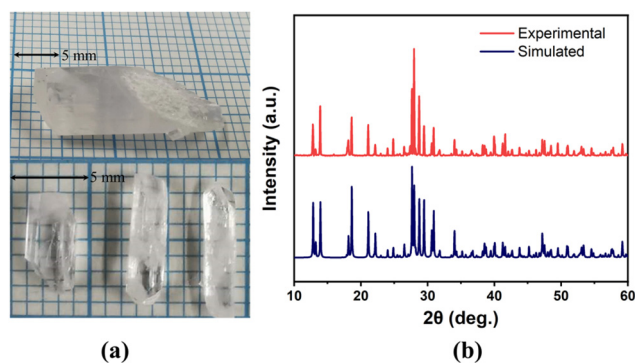 5 mm
5 mm
(a)
Experimental
Simulated
Intensity (a.u.)
10 20 30 40 50 60
2θ (deg.)
(b)